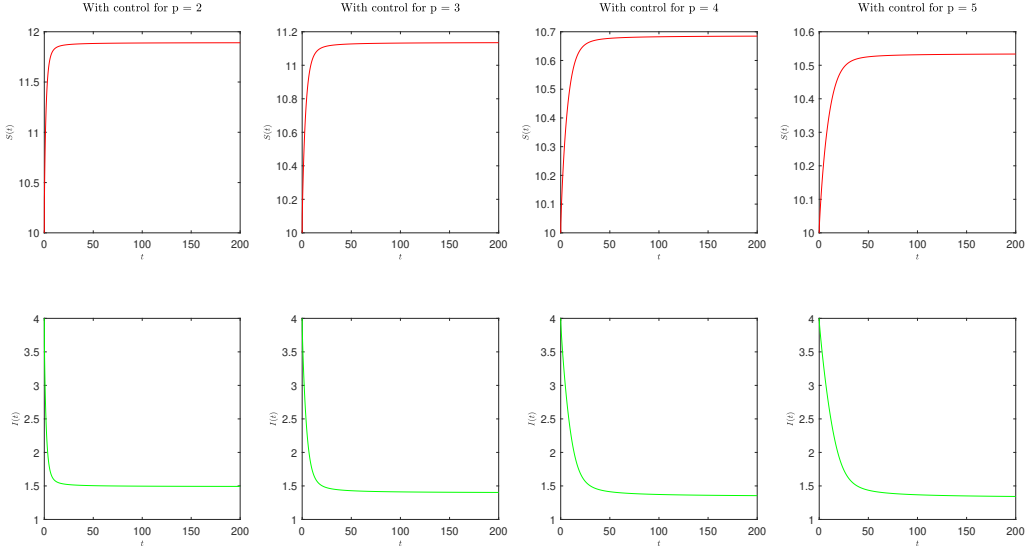 With control for p = 2
With control for p = 3
With control for p = 4
With control for p = 5
12
11.5
11
10.5
10
S(t)
0 50 100 150 200
t
11.2
11
10.8
10.6
10.4
10.2
10
S(t)
0 50 100 150 200
t
10.7
10.6
10.5
10.4
10.3
10.2
10.1
10
S(t)
0 50 100 150 200
t
10.6
10.5
10.4
10.3
10.2
10.1
10
S(t)
0 50 100 150 200
t
4
3.5
3
2.5
2
1.5
1
I(t)
0 50 100 150 200
t
4
3.5
3
2.5
2
1.5
1
I(t)
0 50 100 150 200
t
4
3.5
3
2.5
2
1.5
1
I(t)
0 50 100 150 200
t
4
3.5
3
2.5
2
1.5
1
I(t)
0 50 100 150 200
t